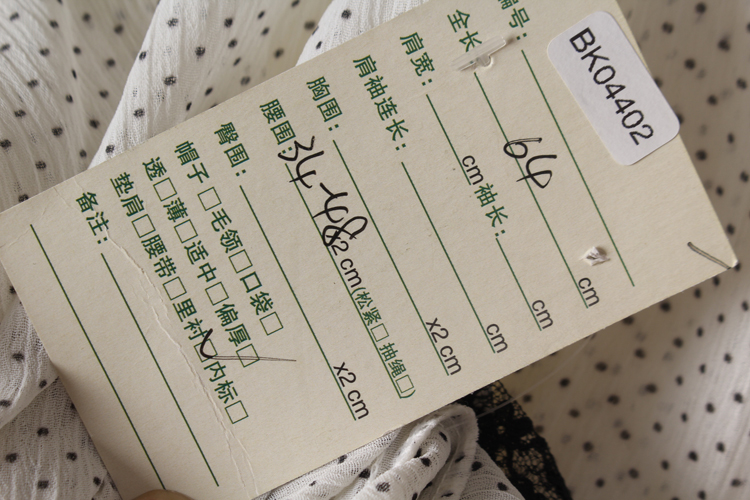 编号: BK04402
全长 64 cm
肩宽: cm 袖长: cm
肩袖连长: cm
胸围: x2 cm
腰围: 34-48 x2 cm (松紧□ 抽绳□)
臀围: x2 cm
帽子□ 毛领□ 口袋□
透□ 薄□ 适中□ 偏厚□
垫肩□ 腰带□ 里衬☑ 内标□
备注: